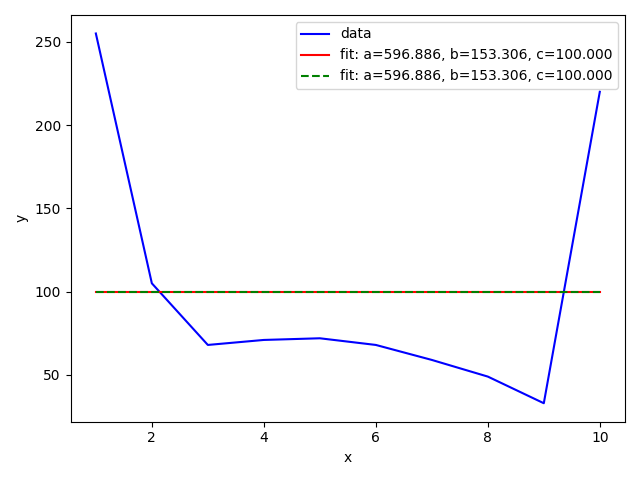 data
fit: a=596.886, b=153.306, c=100.000
fit: a=596.886, b=153.306, c=100.000
250
200
150
100
50
y
2 4 6 8 10
x